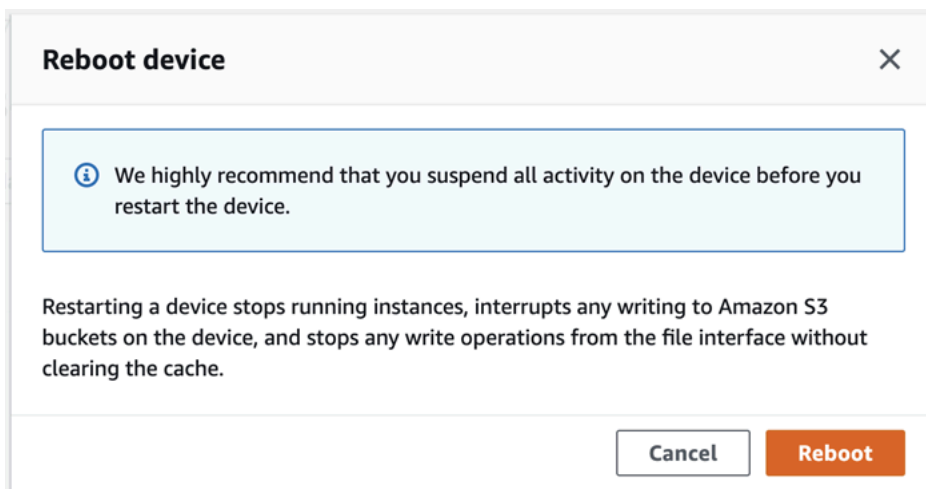 Reboot device
We highly recommend that you suspend all activity on the device before you
restart the device.
Restarting a device stops running instances, interrupts any writing to Amazon S3
buckets on the device, and stops any write operations from the file interface without
clearing the cache.
Cancel Reboot